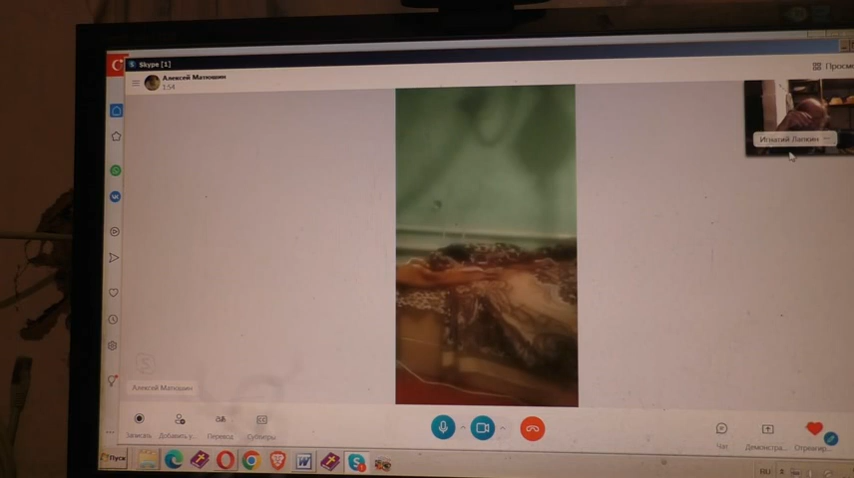 Skype [1]
Алексей Матюшин
1:54
Просмо
Игнатий Лапкин
Алексей Матюшин
Записать
Добавить у...
Перевод
Субтитры
Чат
Демонстра...
Отреагир...
Пуск
RU